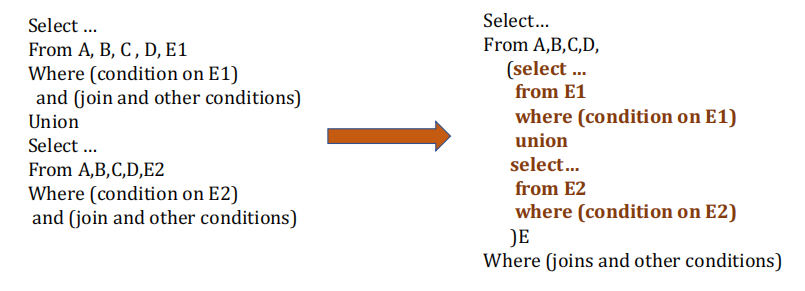 Select ...
From A, B, C , D, E1
Where (condition on E1)
and (join and other conditions)
Union
Select ...
From A,B,C,D,E2
Where (condition on E2)
and (join and other conditions)
Select...
From A,B,C,D,
(select ...
from E1
where (condition on E1)
union
select...
from E2
where (condition on E2)
)E
Where (joins and other conditions)